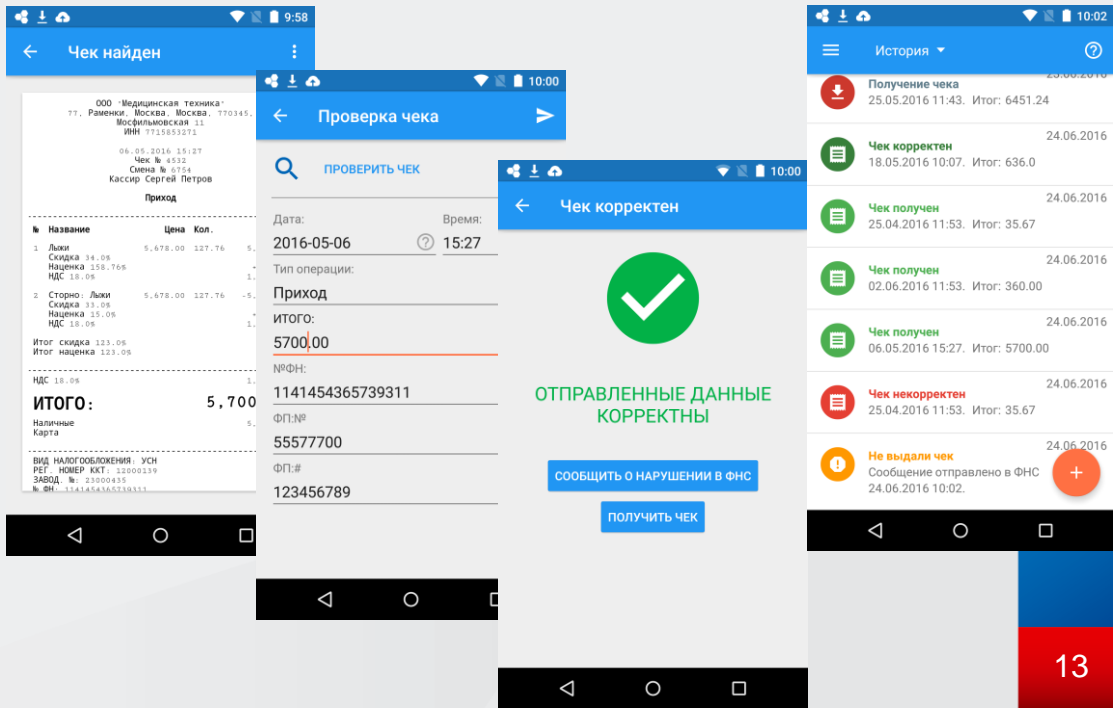 9:58
Чек найден
ООО "Медицинская техника"
77, Раменки, Москва, Москва, 770345,
Мосфильмовская 11
ИНН 7715853271
06.05.2016 15:27
Чек № 4532
Смена № 6754
Кассир Сергей Петров
Приход
№ Название Цена Кол.
1 Лыжи 5,678.00 127.76 5,
Скидка 34.0%
Наценка 158.76%
НДС 18.0% 1,
2 Сторно: Лыжи 5,678.00 127.76 -5,
Скидка 33.0%
Наценка 15.0%
НДС 18.0% 1,
Итог скидка 123.0%
Итог наценка 123.0%
НДС 18.0% 1,
ИТОГО: 5,700
Наличные 5,
Карта
ВИД НАЛОГООБЛОЖЕНИЯ: УСН
РЕГ. НОМЕР ККТ: 12000139
ЗАВОД. №: 23000435
№ ФН: 1141454365739311
10:00
Проверка чека
ПРОВЕРИТЬ ЧЕК
Дата: Время:
2016-05-06 ? 15:27
Тип операции:
Приход
ИТОГО:
5700.00
№ФН:
1141454365739311
ФП:№
55577700
ФП:#
123456789
10:00
Чек корректен
ОТПРАВЛЕННЫЕ ДАННЫЕ
КОРРЕКТНЫ
СООБЩИТЬ О НАРУШЕНИИ В ФНС
ПОЛУЧИТЬ ЧЕК
10:02
История ?
Получение чека
25.05.2016 11:43. Итог: 6451.24
24.06.2016
Чек корректен
18.05.2016 10:07. Итог: 636.0
24.06.2016
Чек получен
25.04.2016 11:53. Итог: 35.67
24.06.2016
Чек получен
02.06.2016 11:53. Итог: 360.00
24.06.2016
Чек получен
06.05.2016 15:27. Итог: 5700.00
24.06.2016
Чек некорректен
25.04.2016 11:53. Итог: 35.67
24.06.2016
Не выдали чек
Сообщение отправлено в ФНС
24.06.2016 10:02.
13